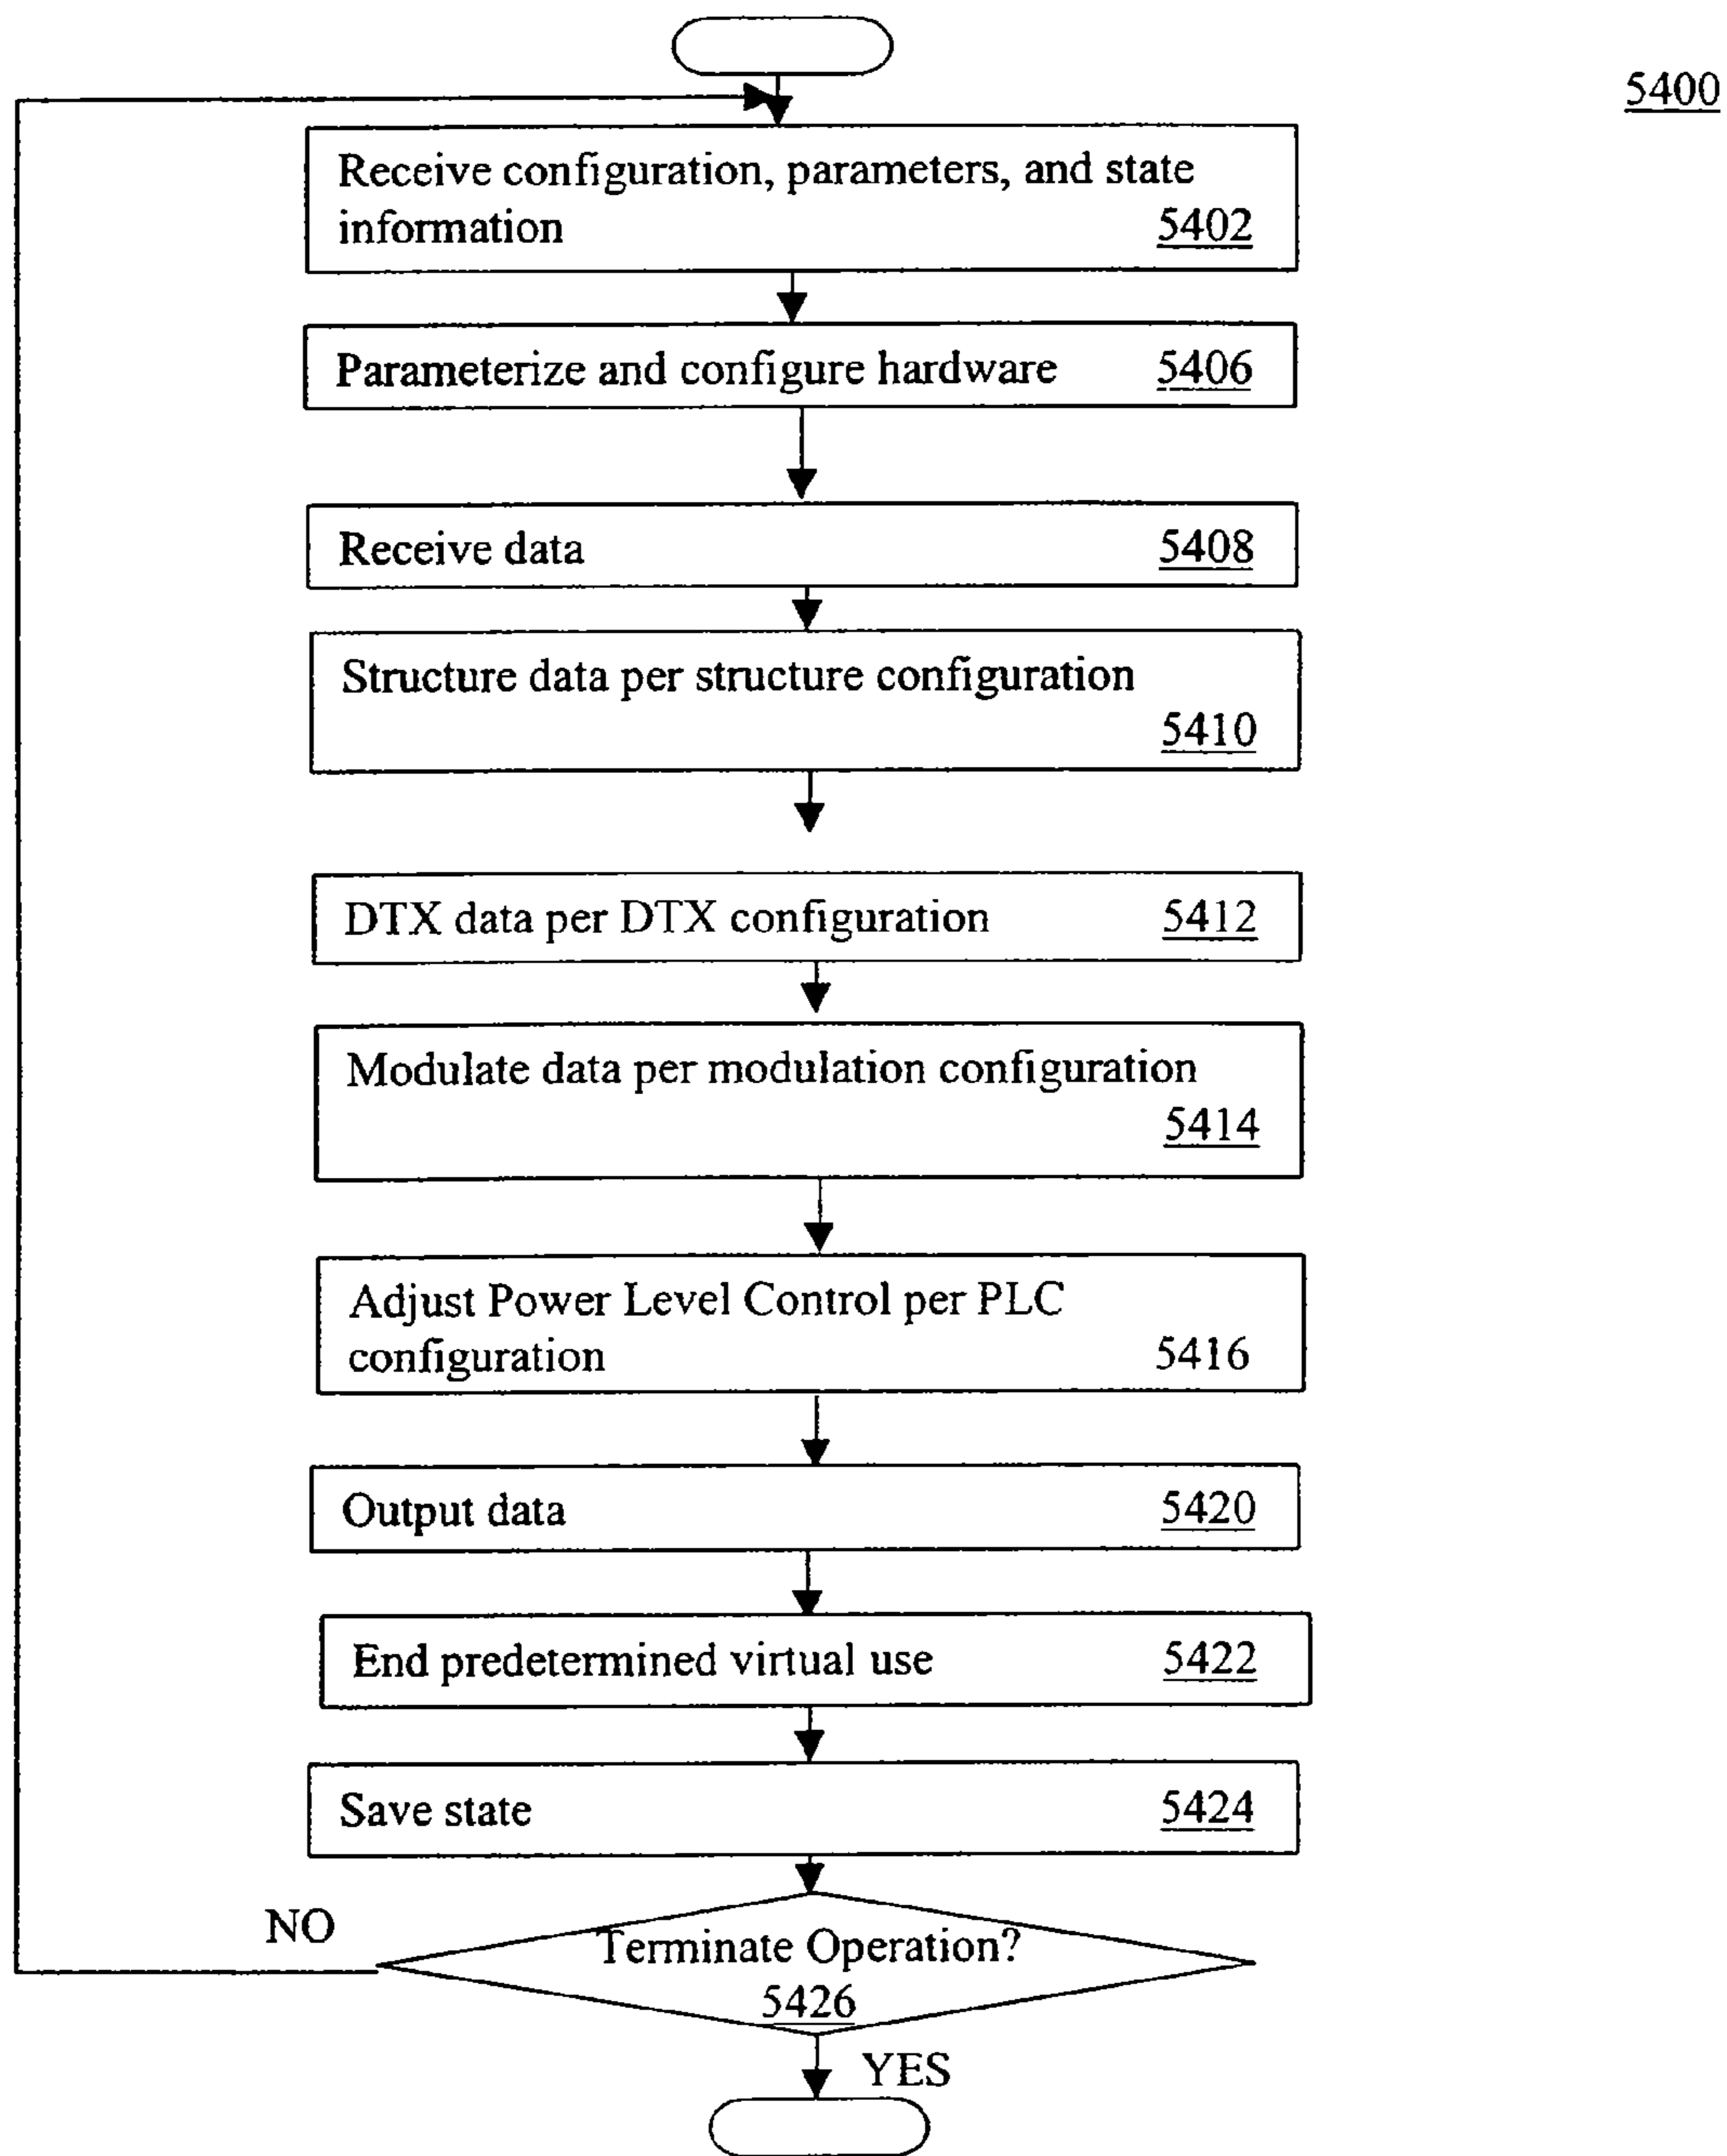 5400
Receive configuration, parameters, and state
information 5402
Parameterize and configure hardware 5406
Receive data 5408
Structure data per structure configuration
5410
DTX data per DTX configuration 5412
Modulate data per modulation configuration
5414
Adjust Power Level Control per PLC
configuration 5416
Output data 5420
End predetermined virtual use 5422
Save state 5424
NO
Terminate Operation?
5426
YES